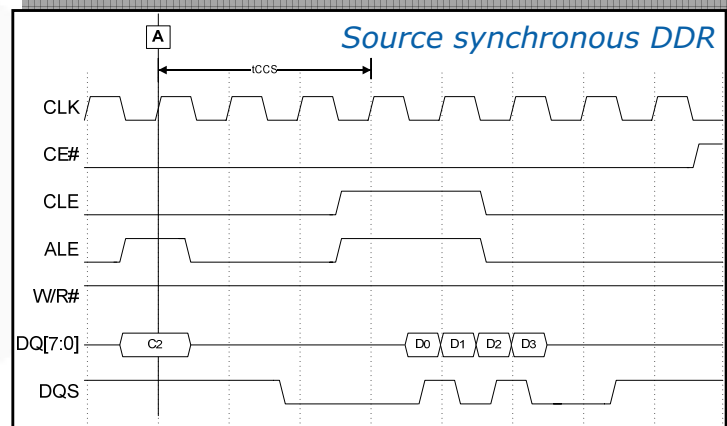 Source synchronous DDR
A
tCCS
CLK
CE#
CLE
ALE
W/R#
DQ[7:0] C2 D0 D1 D2 D3
DQS